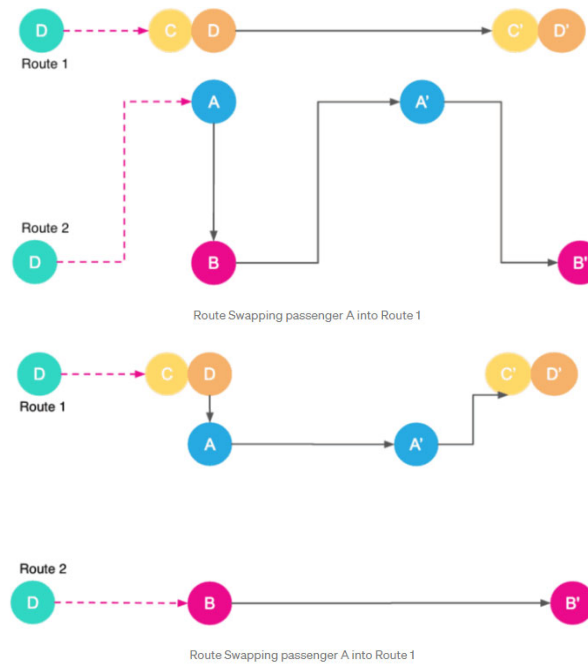 D C D C' D'
Route 1
A A'
Route 2
D B B'
Route Swapping passenger A into Route 1
D C D C' D'
Route 1
A A'
Route 2
D B B'
Route Swapping passenger A into Route 1